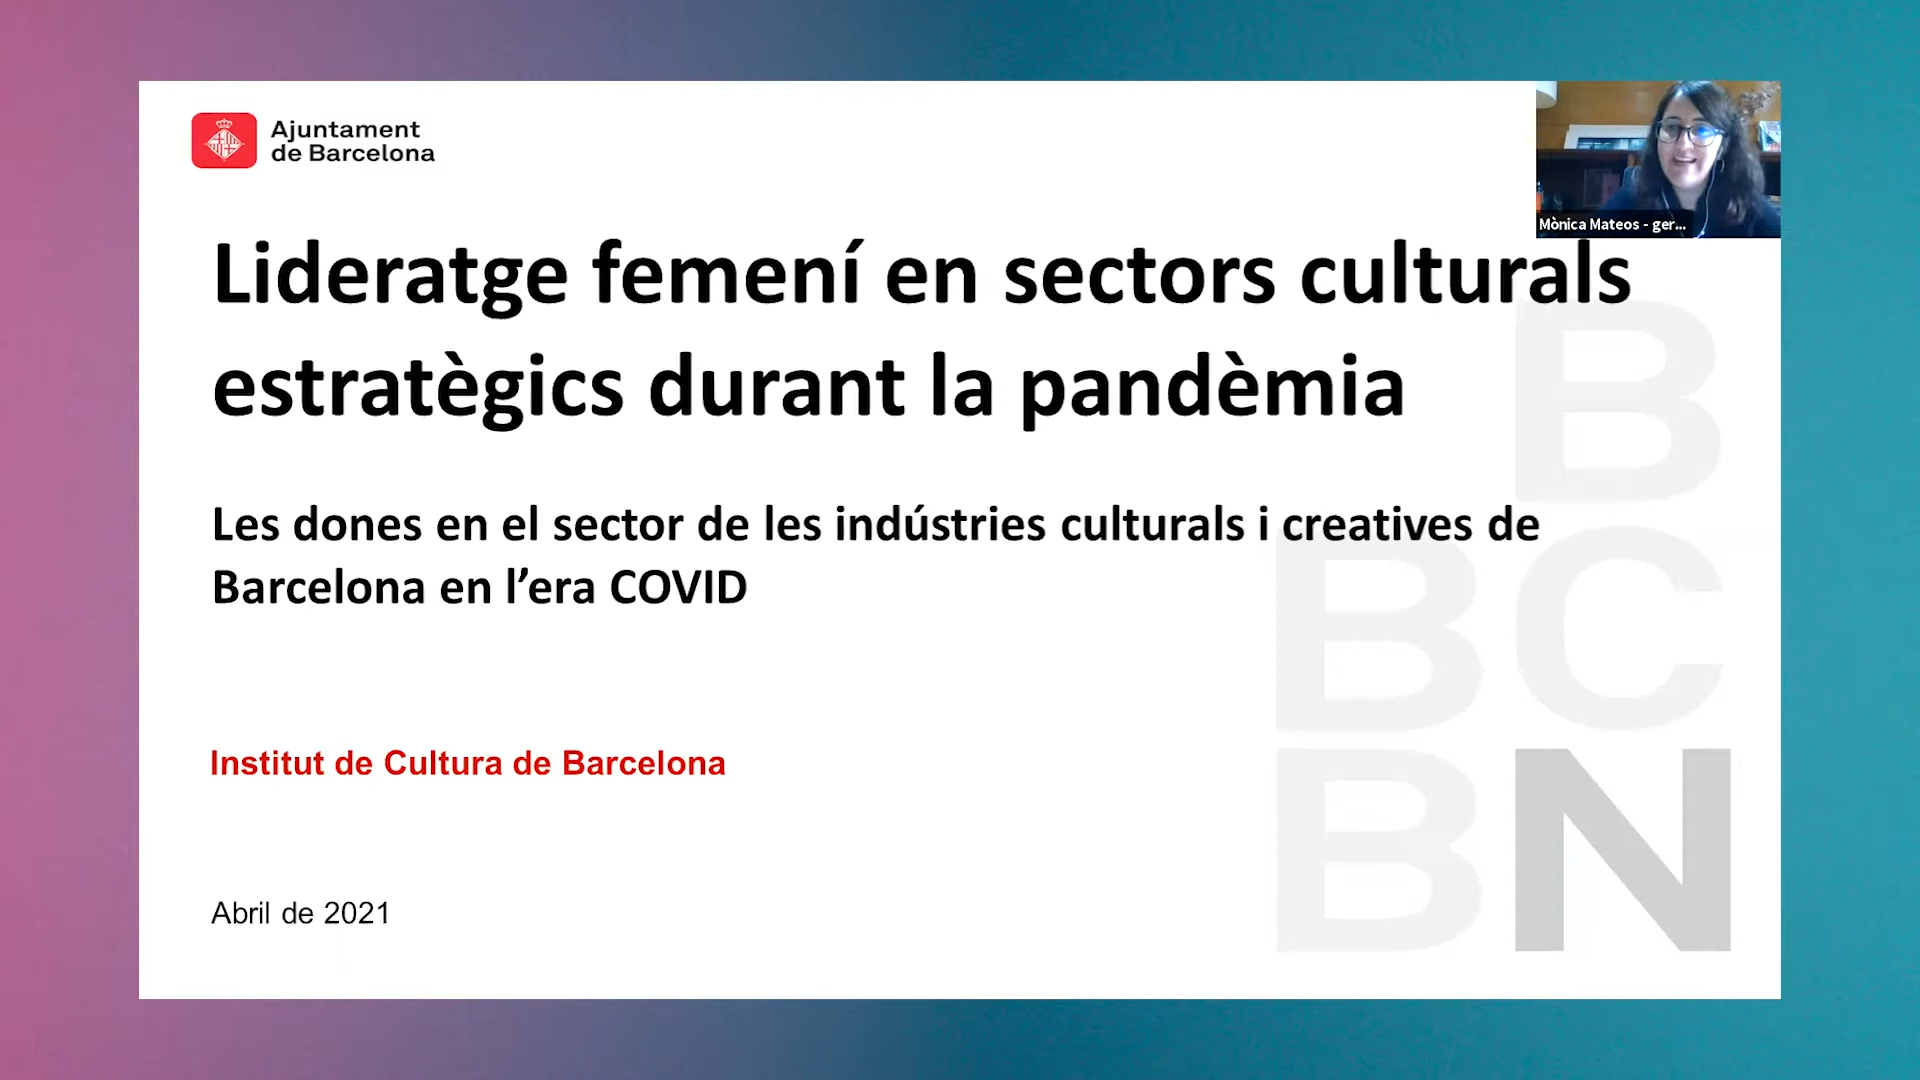 Ajuntament
de Barcelona
Mònica Mateos - ger...
Lideratge femení en sectors culturals
estratègics durant la pandèmia
Les dones en el sector de les indústries culturals i creatives de
Barcelona en l’era COVID
Institut de Cultura de Barcelona
Abril de 2021
B
B C
B N